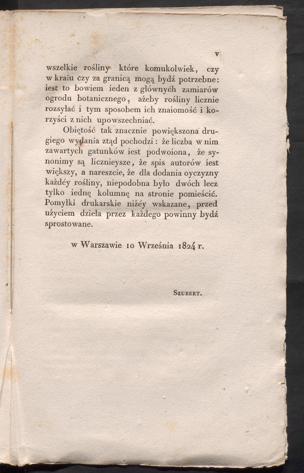 v
wszelkie rośliny które komukolwiek, czy
w kraiu czy za granicą mogą bydź potrzebne:
iest to bowiem ieden z głównych zamiarów
ogrodu botanicznego, ażeby rośliny licznie
rozsyłać i tym sposobem ich znaiomość i ko-
rzyści z nich upowszechniać.
Obiętość tak znacznie powiększona dru-
giego wydania ztąd pochodzi: że liczba w nim
zawartych gatunków iest podwoiona, że sy-
nonimy są licznieysze, że spis autorów iest
większy, a nareszcie, że dla dodania oyczyzny
każdéy rośliny, niepodobna było dwóch lecz
tylko iednę kolumnę na stronie pomieścić.
Pomyłki drukarskie niżéy wskazane, przed
użyciem dzieła przez każdego powinny bydź
sprostowane.
w Warszawie 10 Września 1824 r.
Szubert.